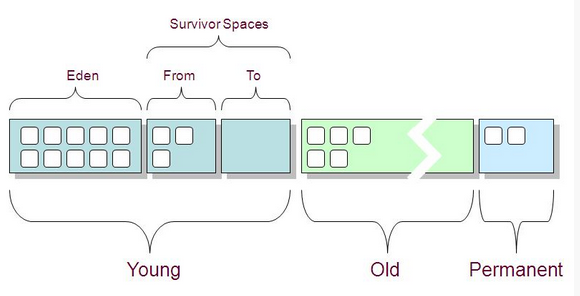 Survivor Spaces
Eden
From
To
Young
Old
Permanent